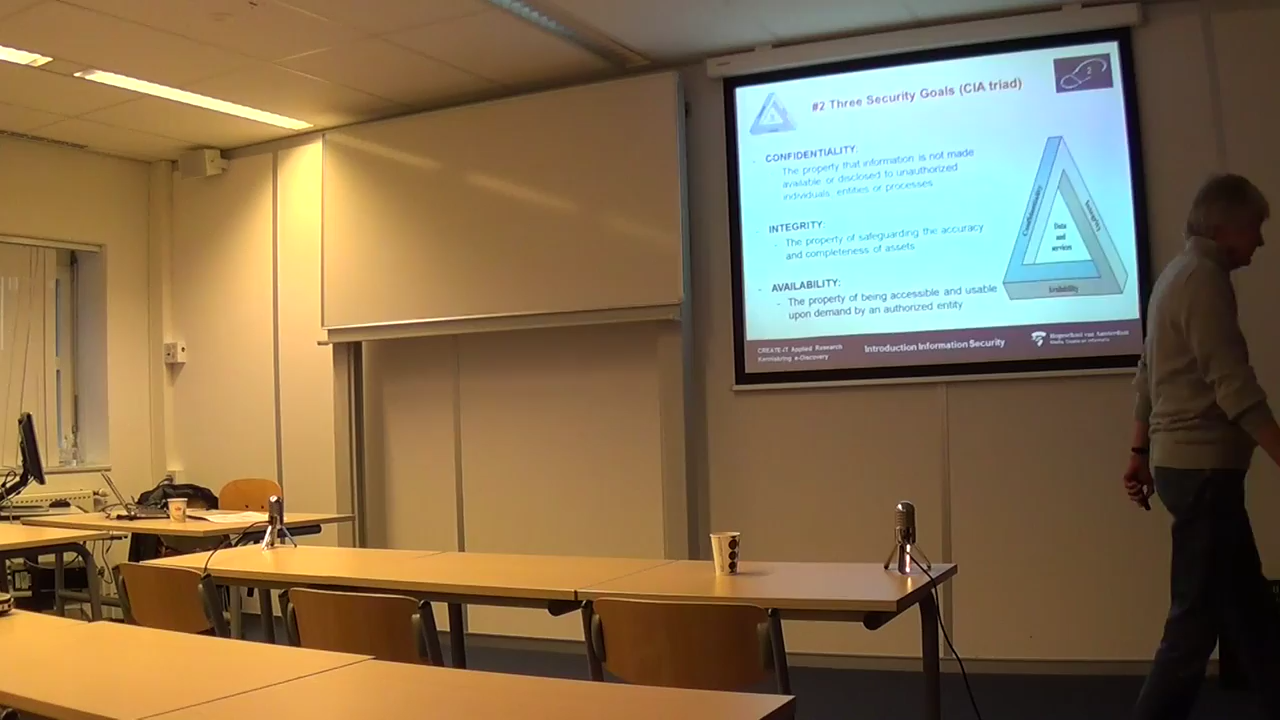 #2 Three Security Goals (CIA triad)
2
- CONFIDENTIALITY:
The property that information is not made
available or disclosed to unauthorized
individuals, entities or processes
- INTEGRITY:
- The property of safeguarding the accuracy
and completeness of assets
- AVAILABILITY:
- The property of being accessible and usable
upon demand by an authorized entity
Confidentiality
Integrity
Data
and
services
Availability
CREATE-IT Applied Research
Kenniskring e-Discovery
Introduction Information Security
Hogeschool van Amsterdam